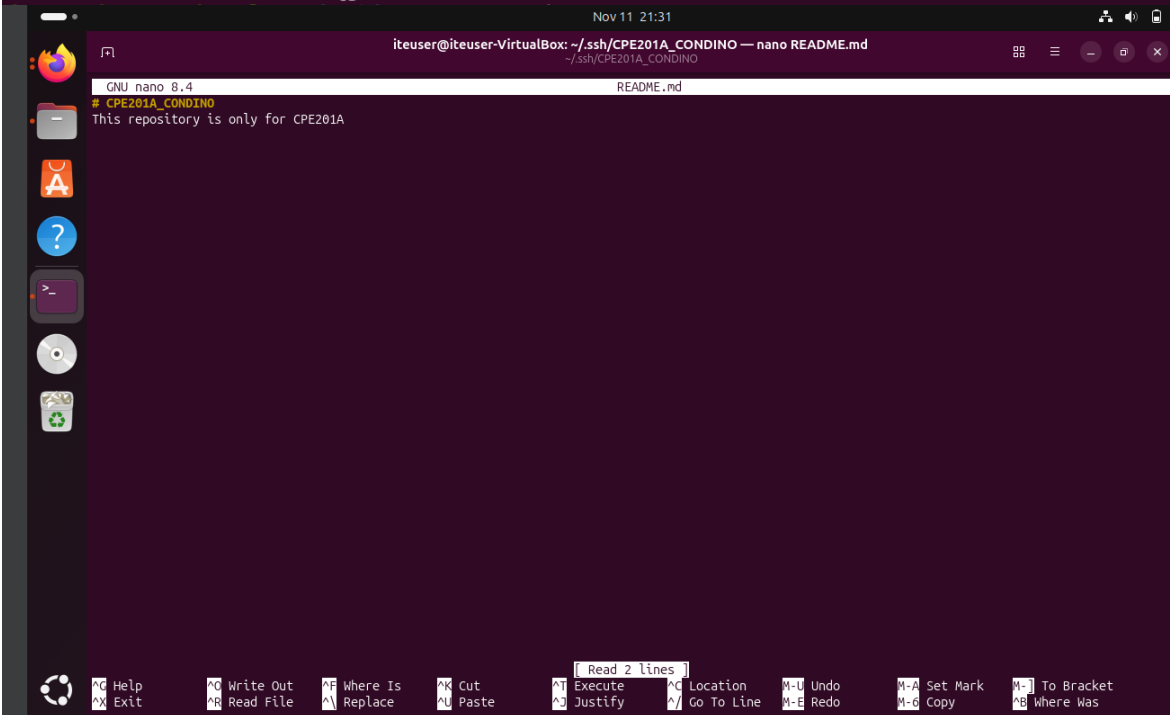 Nov 11 21:31
iteuser@iteuser-VirtualBox: ~/.ssh/CPE201A_CONDINO — nano README.md
~/.ssh/CPE201A_CONDINO
GNU nano 8.4 README.md
# CPE201A_CONDINO
This repository is only for CPE201A
[ Read 2 lines ]
^G Help ^O Write Out ^F Where Is ^K Cut ^T Execute ^C Location M-U Undo M-A Set Mark M-] To Bracket
^X Exit ^R Read File ^\ Replace ^U Paste ^J Justify ^/ Go To Line M-E Redo M-6 Copy ^B Where Was